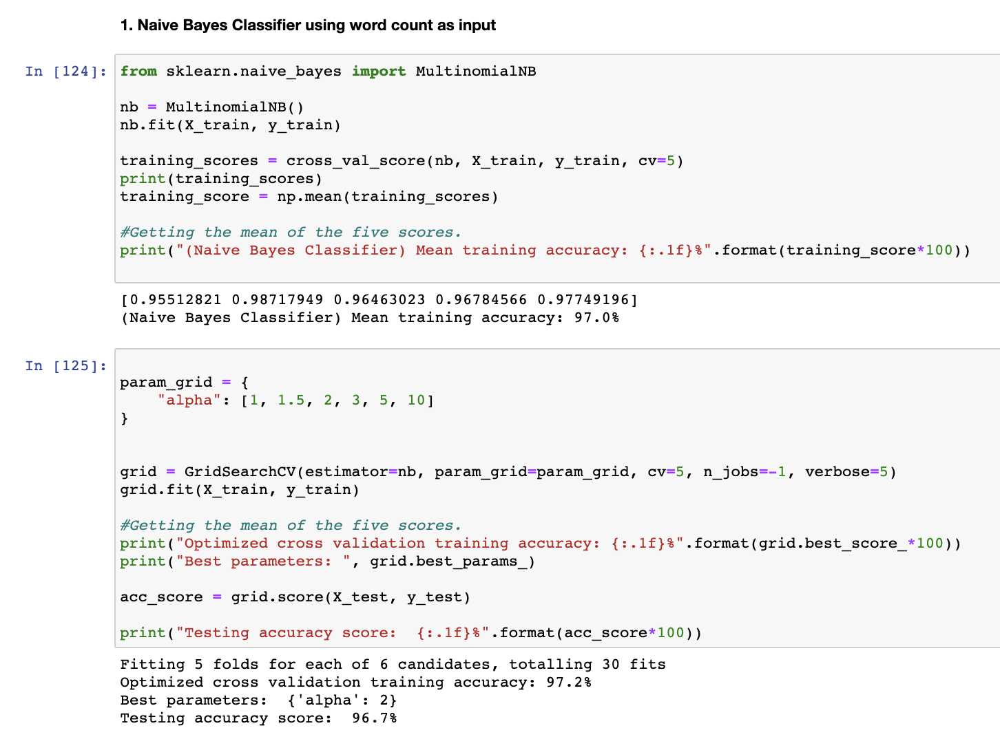 1. Naive Bayes Classifier using word count as input
In [124]:
from sklearn.naive_bayes import MultinomialNB
nb = MultinomialNB()
nb.fit(X_train, y_train)
training_scores = cross_val_score(nb, X_train, y_train, cv=5)
print(training_scores)
training_score = np.mean(training_scores)
#Getting the mean of the five scores.
print("(Naive Bayes Classifier) Mean training accuracy: {:.1f}%".format(training_score*100))
[0.95512821 0.98717949 0.96463023 0.96784566 0.97749196]
(Naive Bayes Classifier) Mean training accuracy: 97.0%
In [125]:
param_grid = {
    "alpha": [1, 1.5, 2, 3, 5, 10]
}
grid = GridSearchCV(estimator=nb, param_grid=param_grid, cv=5, n_jobs=-1, verbose=5)
grid.fit(X_train, y_train)
#Getting the mean of the five scores.
print("Optimized cross validation training accuracy: {:.1f}%".format(grid.best_score_*100))
print("Best parameters: ", grid.best_params_)
acc_score = grid.score(X_test, y_test)
print("Testing accuracy score:  {:.1f}%".format(acc_score*100))
Fitting 5 folds for each of 6 candidates, totalling 30 fits
Optimized cross validation training accuracy: 97.2%
Best parameters:  {'alpha': 2}
Testing accuracy score:  96.7%